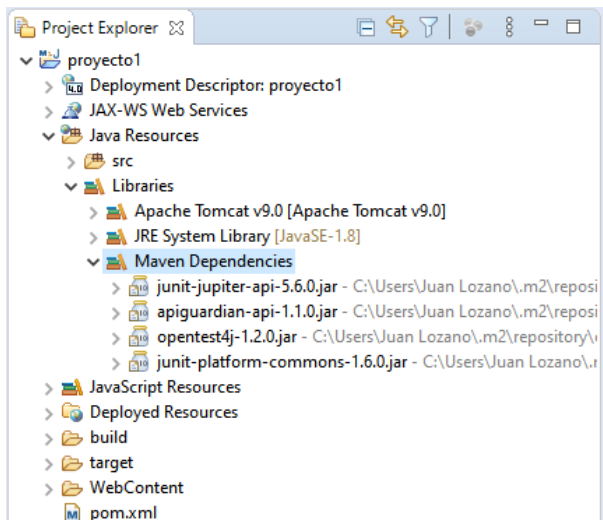 Project Explorer
proyecto1
4.0 Deployment Descriptor: proyecto1
JAX-WS Web Services
Java Resources
src
Libraries
Apache Tomcat v9.0 [Apache Tomcat v9.0]
JRE System Library [JavaSE-1.8]
Maven Dependencies
junit-jupiter-api-5.6.0.jar - C:\Users\Juan Lozano\.m2\reposi
apiguardian-api-1.1.0.jar - C:\Users\Juan Lozano\.m2\reposi
opentest4j-1.2.0.jar - C:\Users\Juan Lozano\.m2\repository\
junit-platform-commons-1.6.0.jar - C:\Users\Juan Lozano\.
JavaScript Resources
Deployed Resources
build
target
WebContent
M pom.xml